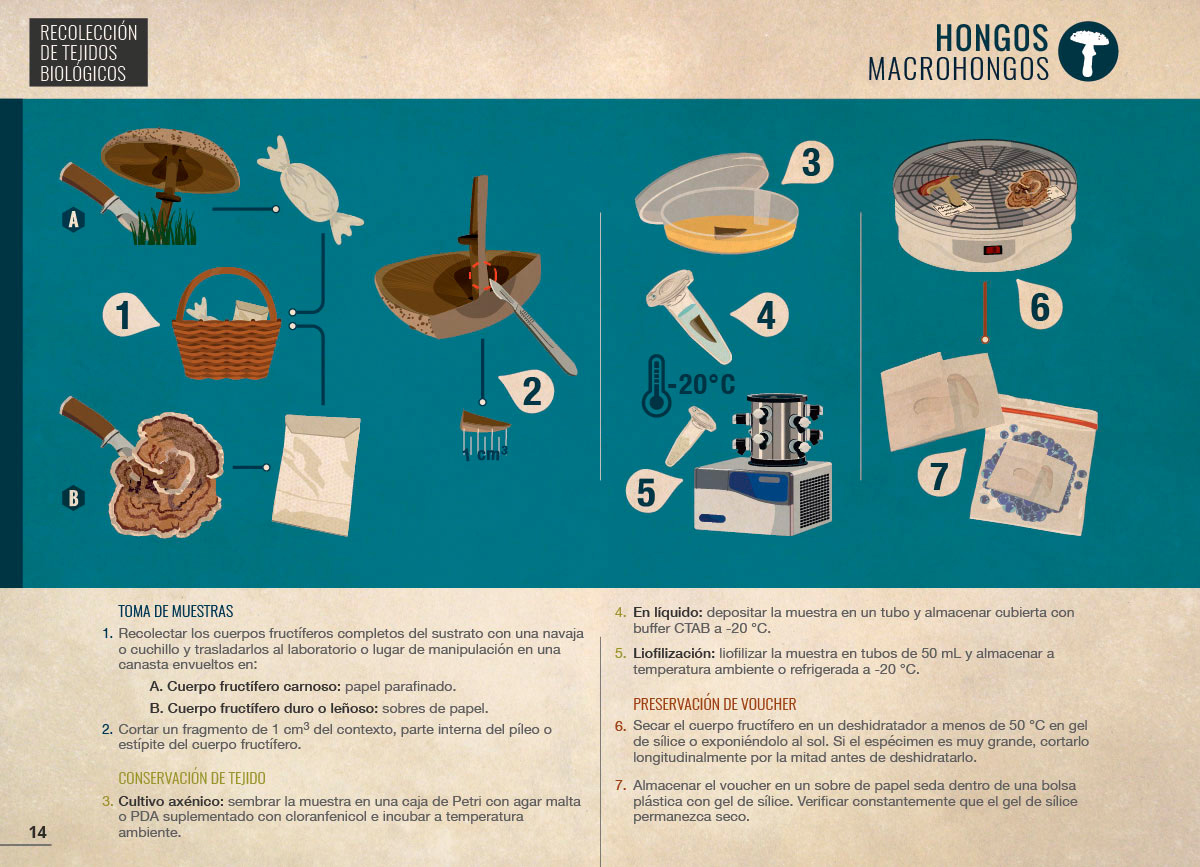 RECOLECCIÓN
DE TEJIDOS
BIOLÓGICOS
HONGOS
MACROHONGOS
A
1
B
2
1 cm³
3
4
-20°C
5
6
7
TOMA DE MUESTRAS
1. Recolectar los cuerpos fructíferos completos del sustrato con una navaja
o cuchillo y trasladarlos al laboratorio o lugar de manipulación en una
canasta envueltos en:
A. Cuerpo fructífero carnoso: papel parafinado.
B. Cuerpo fructífero duro o leñoso: sobres de papel.
2. Cortar un fragmento de 1 cm³ del contexto, parte interna del píleo o
estípite del cuerpo fructífero.
CONSERVACIÓN DE TEJIDO
3. Cultivo axénico: sembrar la muestra en una caja de Petri con agar malta
o PDA suplementado con cloranfenicol e incubar a temperatura
ambiente.
4. En líquido: depositar la muestra en un tubo y almacenar cubierta con
buffer CTAB a -20 °C.
5. Liofilización: liofilizar la muestra en tubos de 50 mL y almacenar a
temperatura ambiente o refrigerada a -20 °C.
PRESERVACIÓN DE VOUCHER
6. Secar el cuerpo fructífero en un deshidratador a menos de 50 °C en gel
de sílice o exponiéndolo al sol. Si el espécimen es muy grande, cortarlo
longitudinalmente por la mitad antes de deshidratarlo.
7. Almacenar el voucher en un sobre de papel seda dentro de una bolsa
plástica con gel de sílice. Verificar constantemente que el gel de sílice
permanezca seco.
14